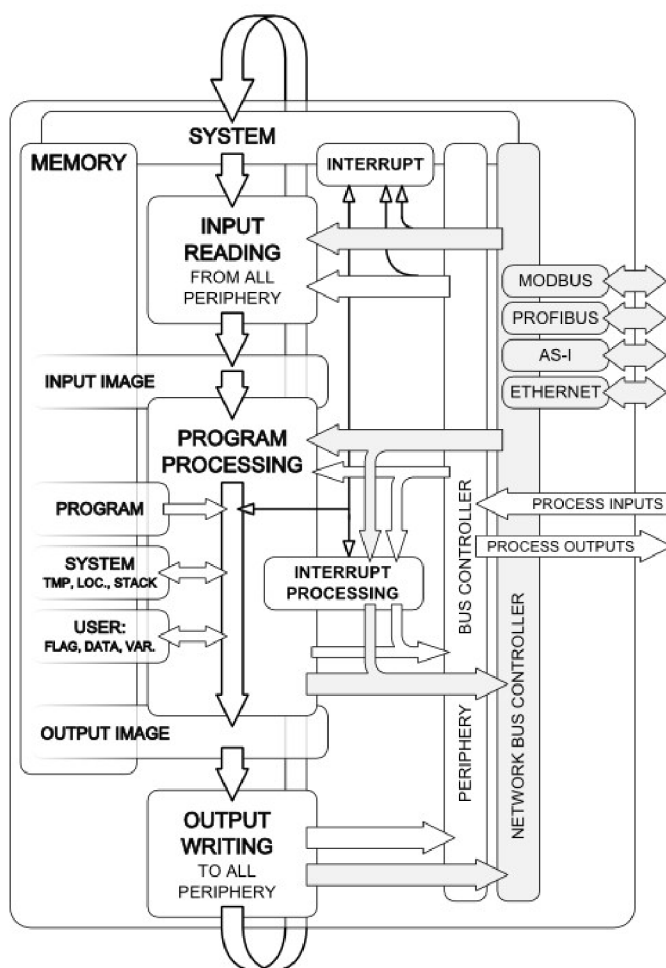 SYSTEM
MEMORY
INTERRUPT
INPUT
READING
FROM ALL
PERIPHERY
MODBUS
PROFIBUS
AS-I
ETHERNET
INPUT IMAGE
PROGRAM
PROCESSING
PROGRAM
PROCESS INPUTS
PROCESS OUTPUTS
SYSTEM
TMP, LOC., STACK
INTERRUPT
PROCESSING
USER:
FLAG, DATA, VAR.
OUTPUT IMAGE
PERIPHERY BUS CONTROLLER
NETWORK BUS CONTROLLER
OUTPUT
WRITING
TO ALL
PERIPHERY